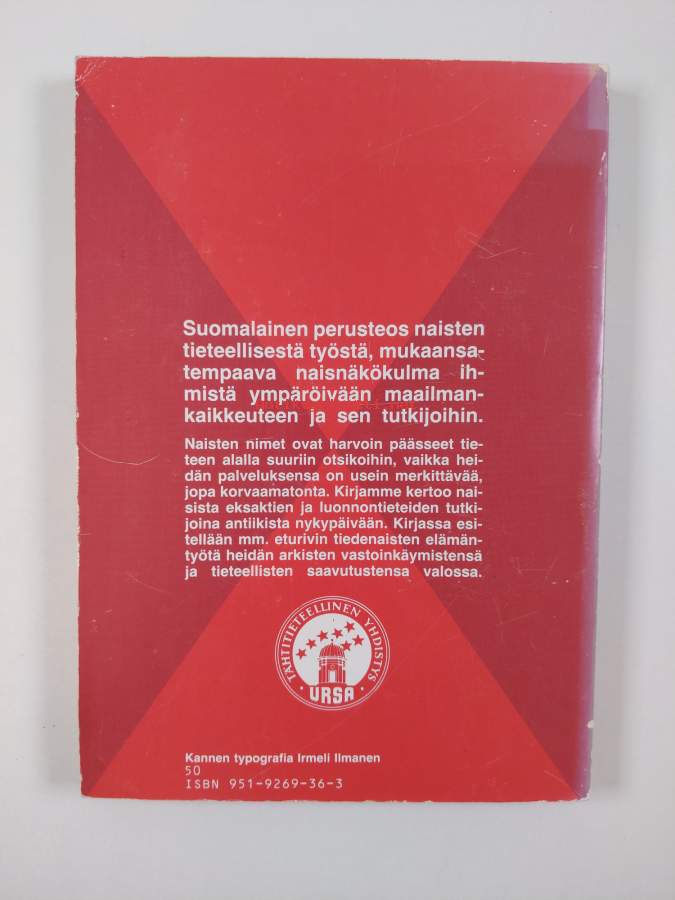 Suomalainen perusteos naisten
tieteellisestä työstä, mukaansa-
tempaava naisnäkökulma ih-
mistä ympäröivään maailman-
kaikkeuteen ja sen tutkijoihin.
Naisten nimet ovat harvoin päässeet tie-
teen alalla suuriin otsikoihin, vaikka hei-
dän palveluksensa on usein merkittävää,
jopa korvaamatonta. Kirjamme kertoo nai-
sista eksaktien ja luonnontieteiden tutki-
joina antiikista nykypäivään. Kirjassa esi-
tellään mm. eturivin tiedenaisten elämän-
työtä heidän arkisten vastoinkäymistensä
ja tieteellisten saavutustensa valossa.
TÄHTITIETEELLINEN YHDISTYS
URSA
Kannen typografia Irmeli Ilmanen
50
ISBN 951-9269-36-3